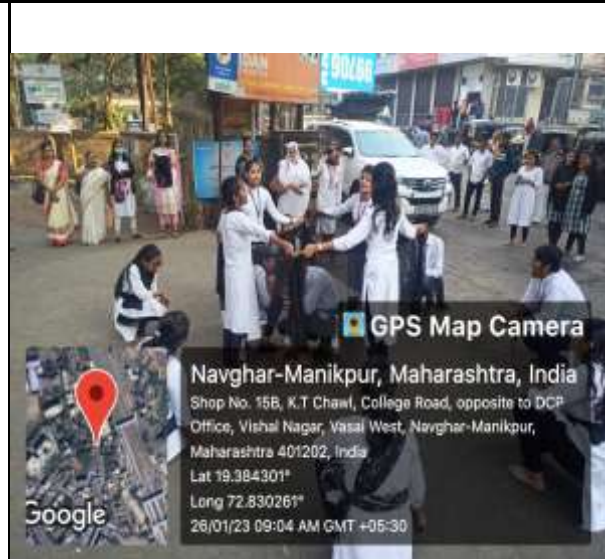 DAN
99706
GPS Map Camera
Navghar-Manikpur, Maharashtra, India
Shop No. 15B, K.T Chawl, College Road, opposite to DCP
Office, Vishal Nagar, Vasai West, Navghar-Manikpur,
Maharashtra 401202, India
Lat 19.384301°
Long 72.830261°
26/01/23 09:04 AM GMT +05:30
Google